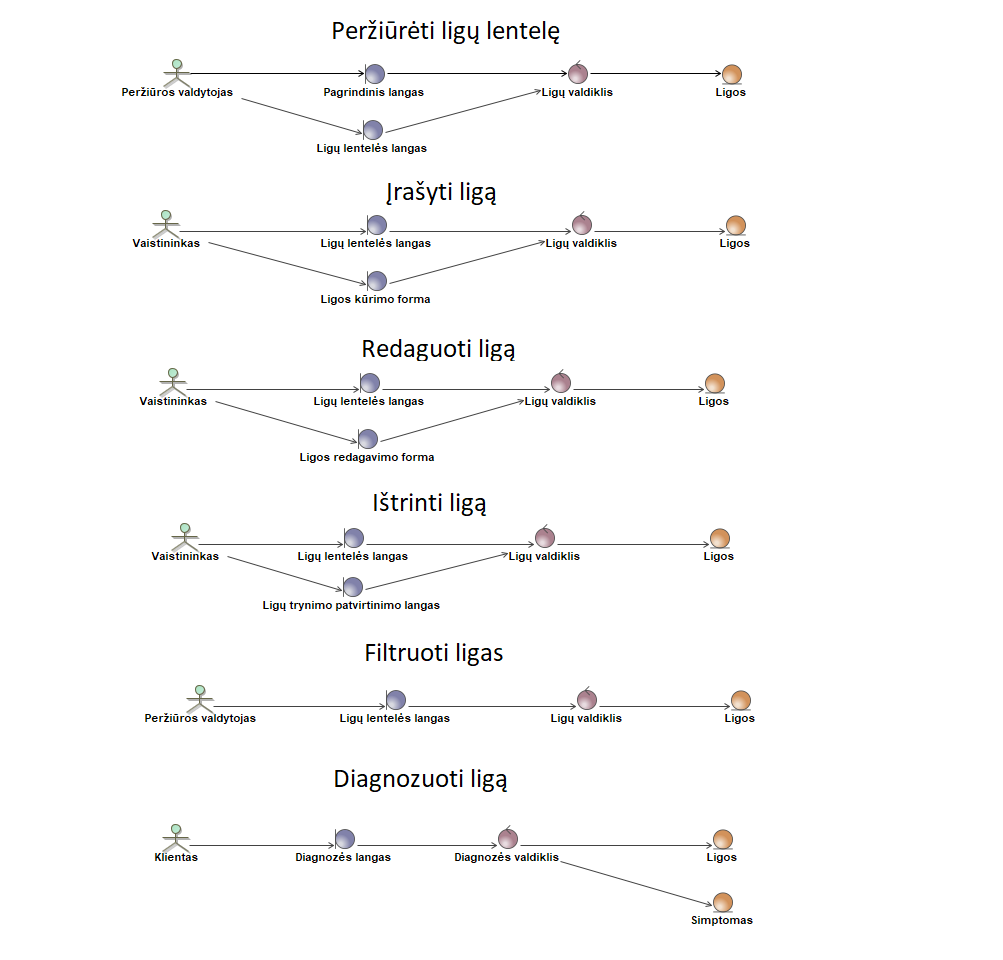 Peržiūrėti ligų lentelę
Peržiūros valdytojas
Pagrindinis langas
Ligų valdiklis
Ligos
Ligų lentelės langas
Įrašyti ligą
Vaistininkas
Ligų lentelės langas
Ligų valdiklis
Ligos
Ligos kūrimo forma
Redaguoti ligą
Vaistininkas
Ligų lentelės langas
Ligų valdiklis
Ligos
Ligos redagavimo forma
Ištrinti ligą
Vaistininkas
Ligų lentelės langas
Ligų valdiklis
Ligos
Ligų trynimo patvirtinimo langas
Filtruoti ligas
Peržiūros valdytojas
Ligų lentelės langas
Ligų valdiklis
Ligos
Diagnozuoti ligą
Klientas
Diagnozės langas
Diagnozės valdiklis
Ligos
Simptomas